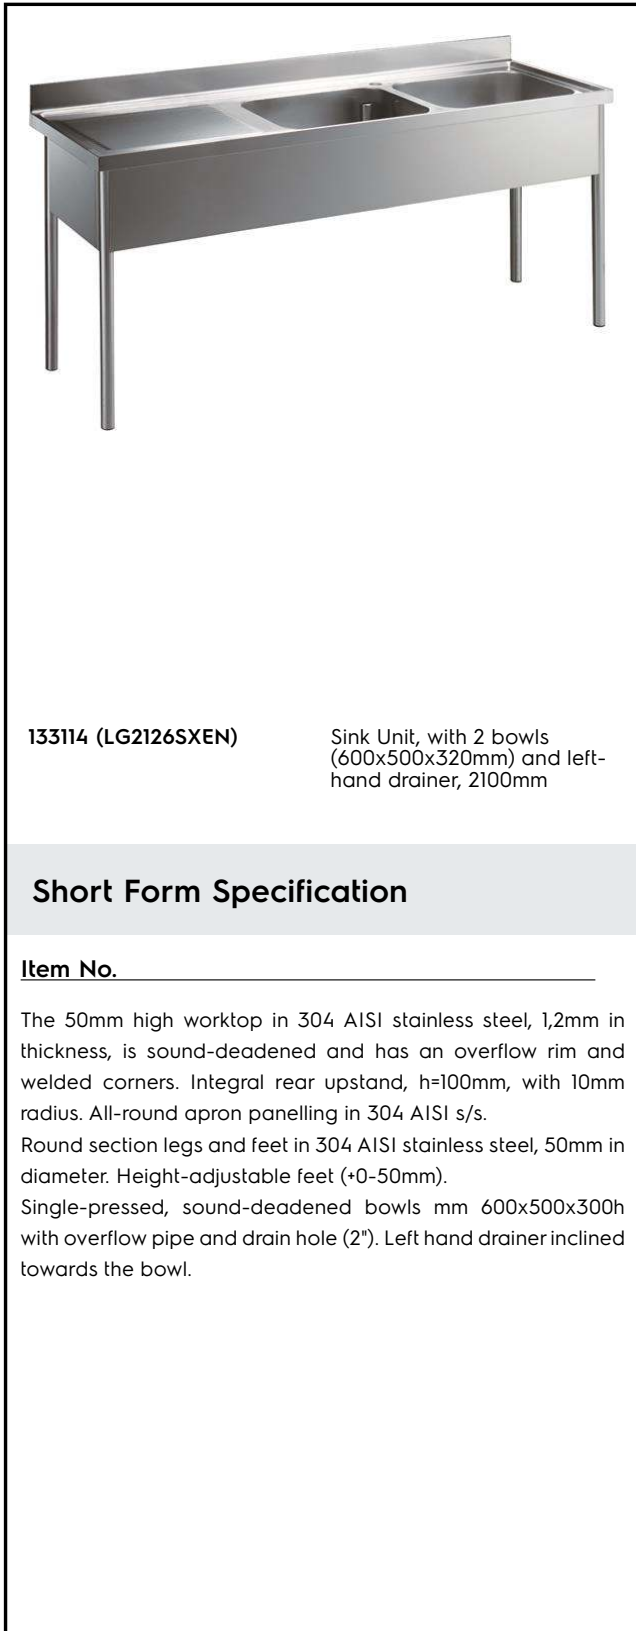 133114 (LG2126SXEN)
Sink Unit, with 2 bowls
(600x500x320mm) and left-
hand drainer, 2100mm
Short Form Specification
Item No.
The 50mm high worktop in 304 AISI stainless steel, 1,2mm in
thickness, is sound-deadened and has an overflow rim and
welded corners. Integral rear upstand, h=100mm, with 10mm
radius. All-round apron panelling in 304 AISI s/s.
Round section legs and feet in 304 AISI stainless steel, 50mm in
diameter. Height-adjustable feet (+0-50mm).
Single-pressed, sound-deadened bowls mm 600x500x300h
with overflow pipe and drain hole (2"). Left hand drainer inclined
towards the bowl.